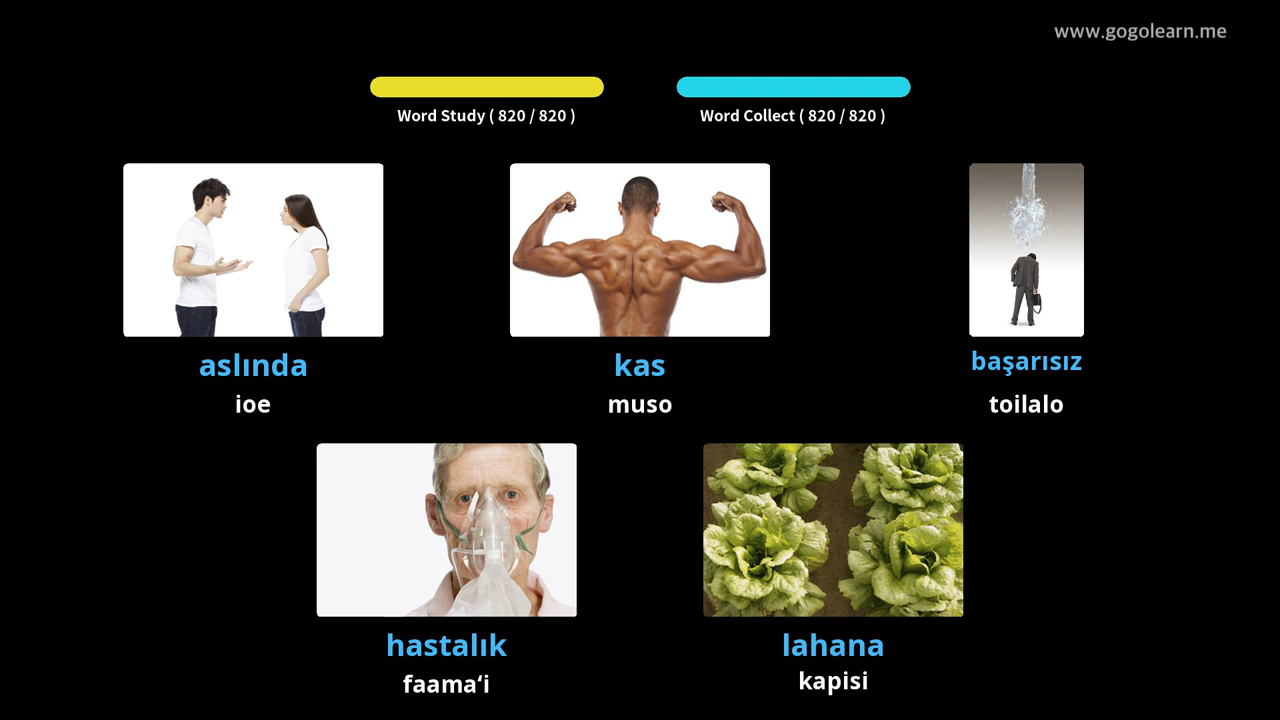 www.gogolearn.me
Word Study ( 820 / 820 )
Word Collect ( 820 / 820 )
aslında
ioe
kas
muso
başarısız
toilalo
hastalık
faamaʻi
lahana
kapisi